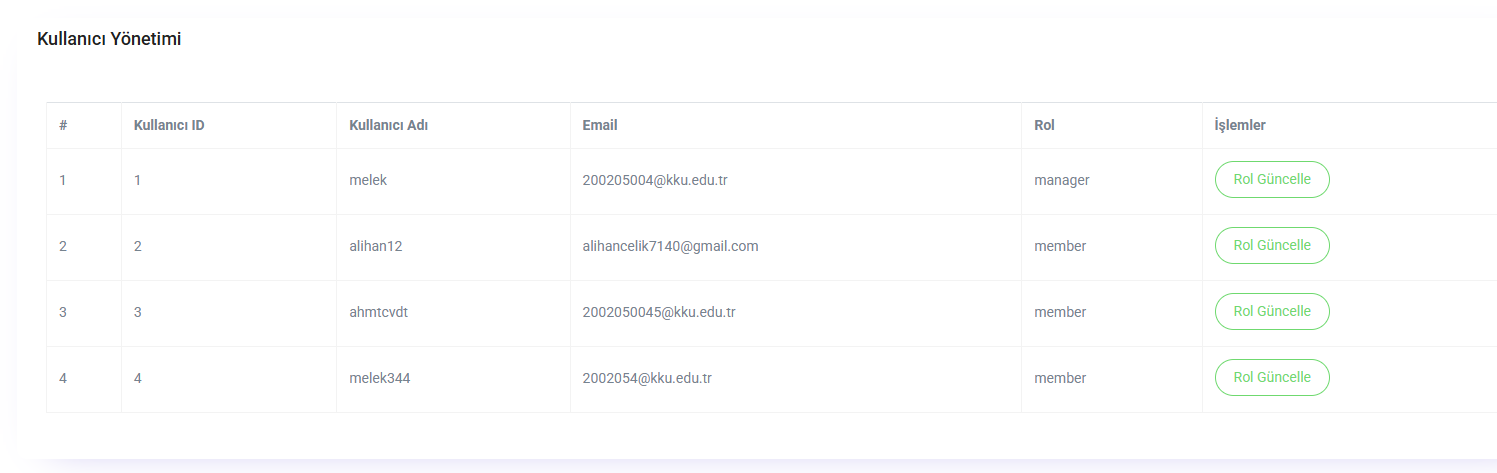 Kullanıcı Yönetimi
# Kullanıcı ID Kullanıcı Adı Email Rol İşlemler
1 1 melek 200205004@kku.edu.tr manager Rol Güncelle
2 2 alihan12 alihancelik7140@gmail.com member Rol Güncelle
3 3 ahmtcvdt 2002050045@kku.edu.tr member Rol Güncelle
4 4 melek344 2002054@kku.edu.tr member Rol Güncelle